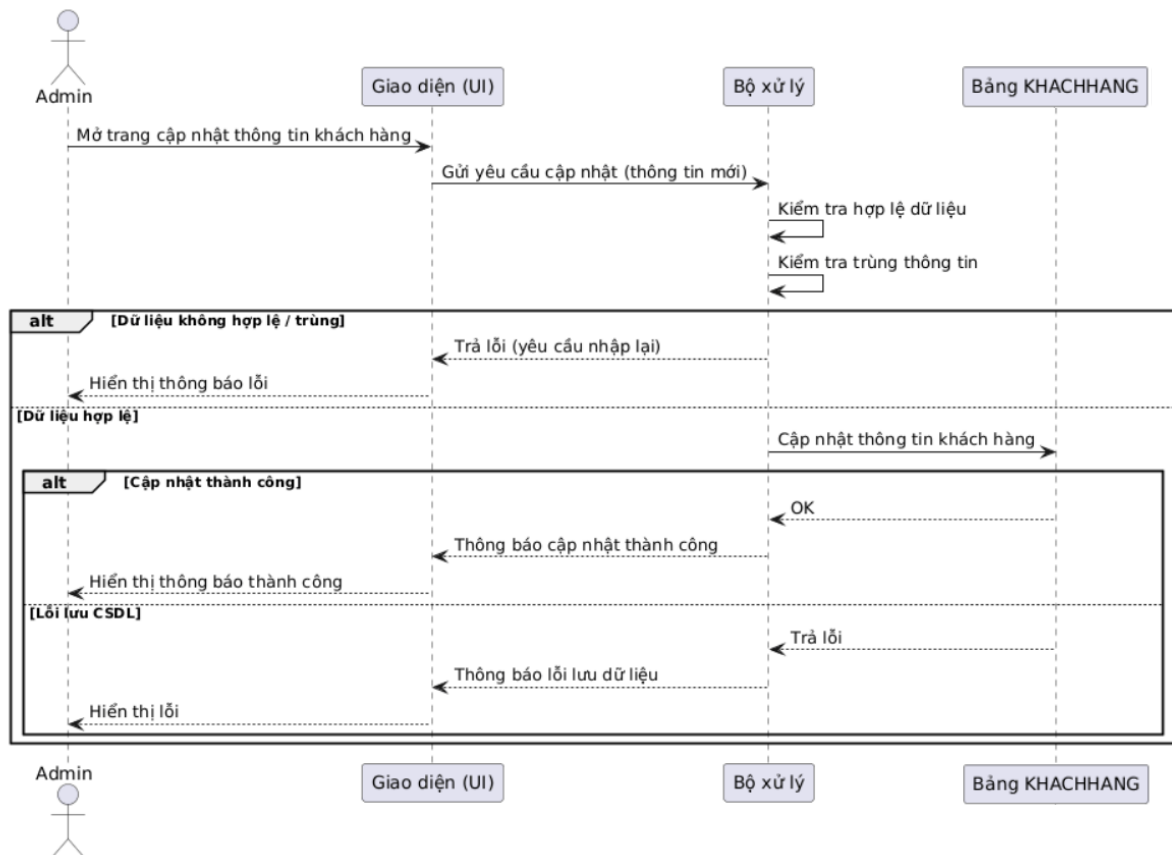 Admin
Giao diện (UI)
Bộ xử lý
Bảng KHACHHANG
Mở trang cập nhật thông tin khách hàng
Gửi yêu cầu cập nhật (thông tin mới)
Kiểm tra hợp lệ dữ liệu
Kiểm tra trùng thông tin
alt
[Dữ liệu không hợp lệ / trùng]
Trả lỗi (yêu cầu nhập lại)
Hiển thị thông báo lỗi
[Dữ liệu hợp lệ]
Cập nhật thông tin khách hàng
alt
[Cập nhật thành công]
OK
Thông báo cập nhật thành công
Hiển thị thông báo thành công
[Lỗi lưu CSDL]
Trả lỗi
Thông báo lỗi lưu dữ liệu
Hiển thị lỗi
Admin
Giao diện (UI)
Bộ xử lý
Bảng KHACHHANG